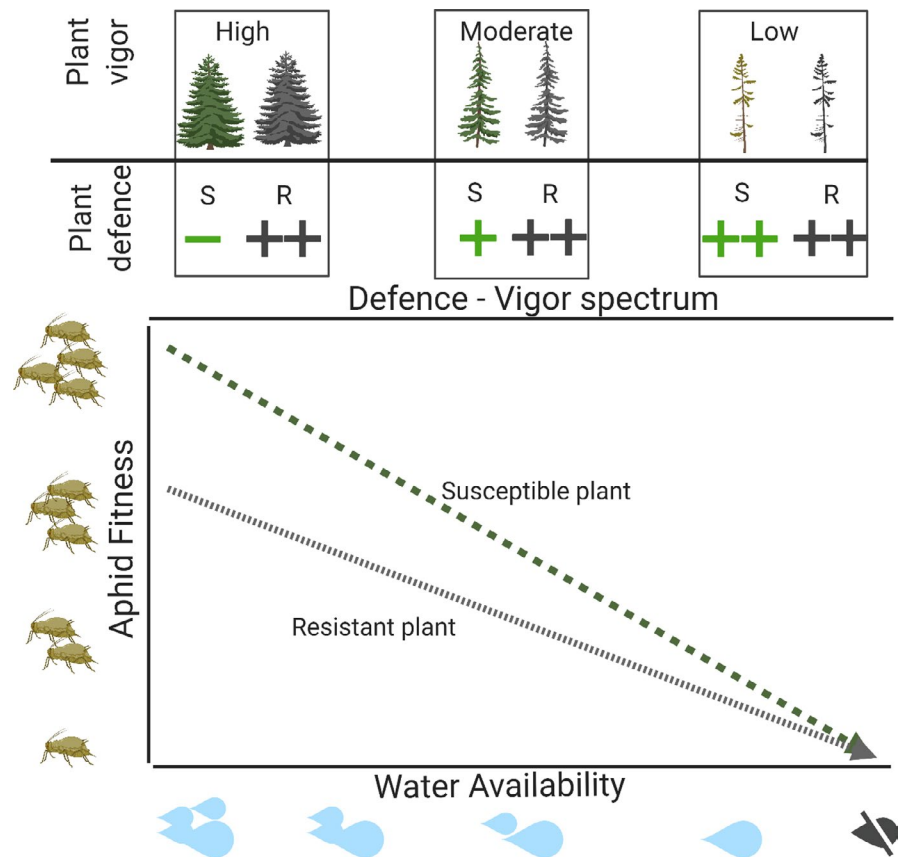 Plant vigor
High
Moderate
Low
Plant defence
S R
S R
S R
Defence - Vigor spectrum
Aphid Fitness
Susceptible plant
Resistant plant
Water Availability